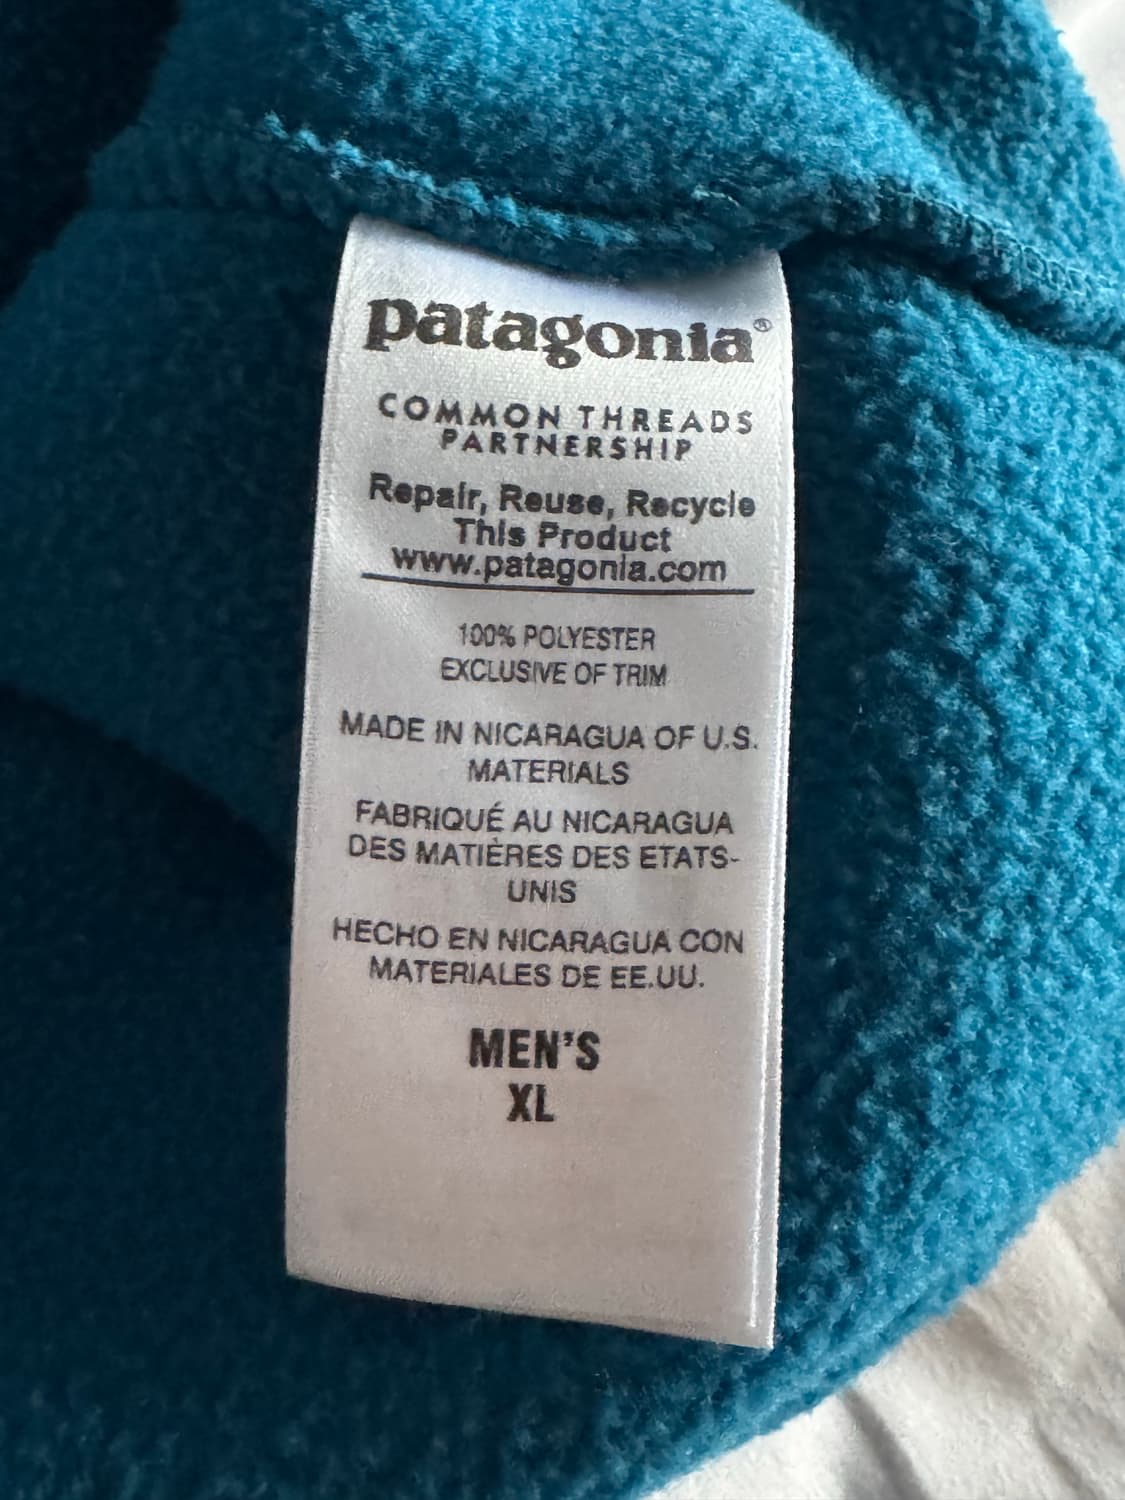 patagonia®
COMMON THREADS
PARTNERSHIP
Repair, Reuse, Recycle
This Product
www.patagonia.com
100% POLYESTER
EXCLUSIVE OF TRIM
MADE IN NICARAGUA OF U.S.
MATERIALS
FABRIQUÉ AU NICARAGUA
DES MATIÈRES DES ETATS-
UNIS
HECHO EN NICARAGUA CON
MATERIALES DE EE.UU.
MEN'S
XL